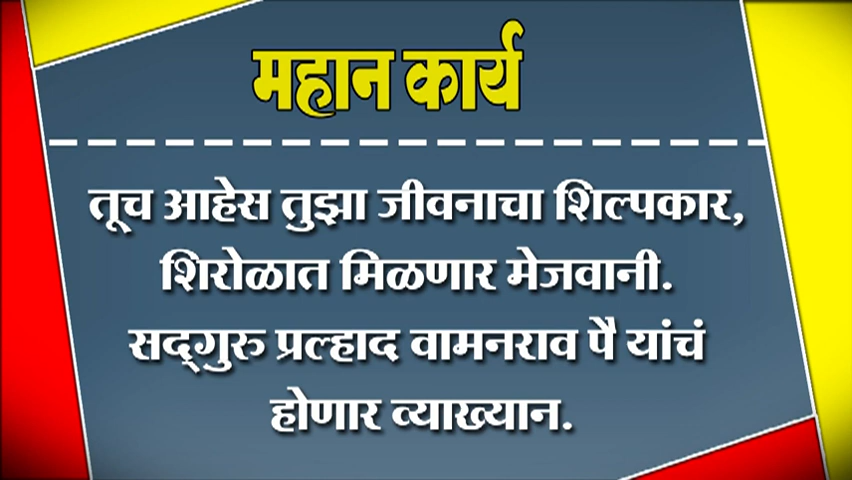 महान कार्य
तूच आहेस तुझा जीवनाचा शिल्पकार,
शिरोळात मिळणार मेजवानी.
सद्‌गुरु प्रल्हाद वामनराव पै यांचं
होणार व्याख्यान.